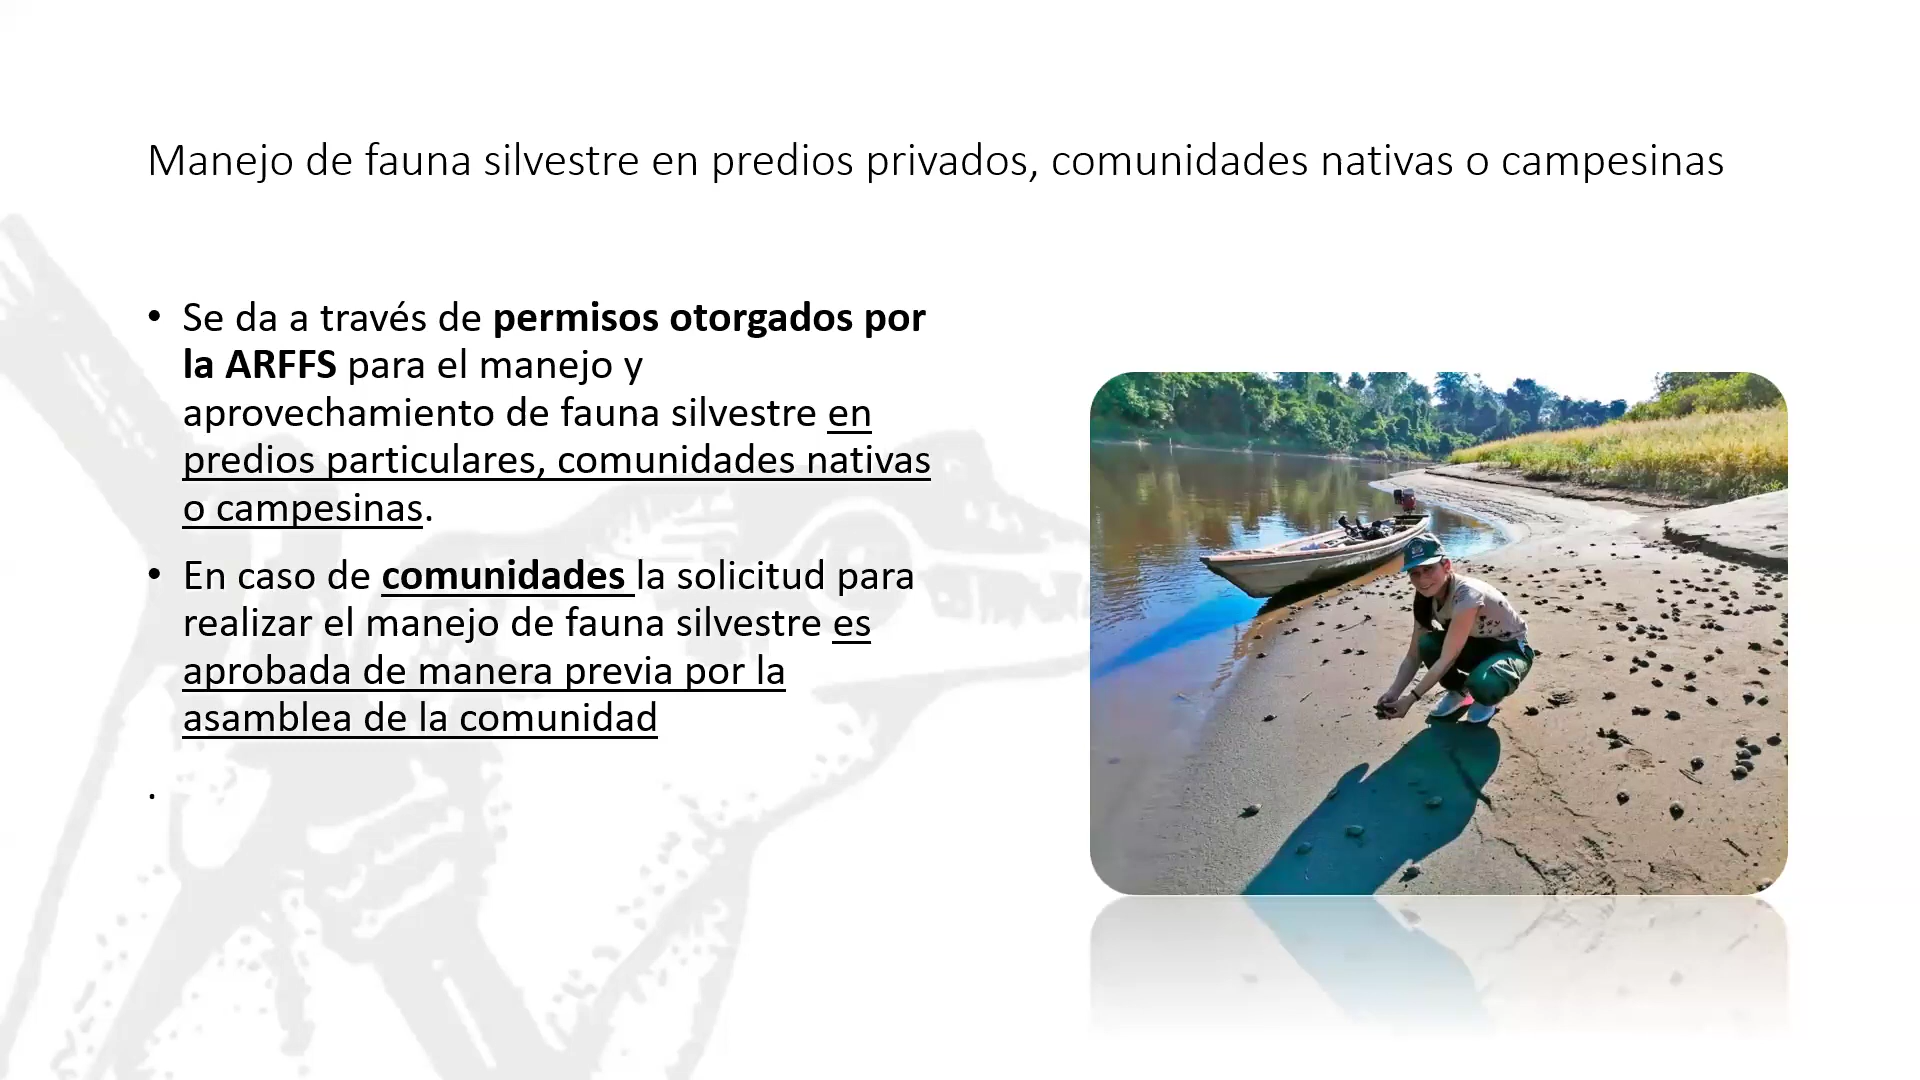 Manejo de fauna silvestre en predios privados, comunidades nativas o campesinas
• Se da a través de permisos otorgados por
la ARFFS para el manejo y
aprovechamiento de fauna silvestre en
predios particulares, comunidades nativas
o campesinas.
• En caso de comunidades la solicitud para
realizar el manejo de fauna silvestre es
aprobada de manera previa por la
asamblea de la comunidad
.